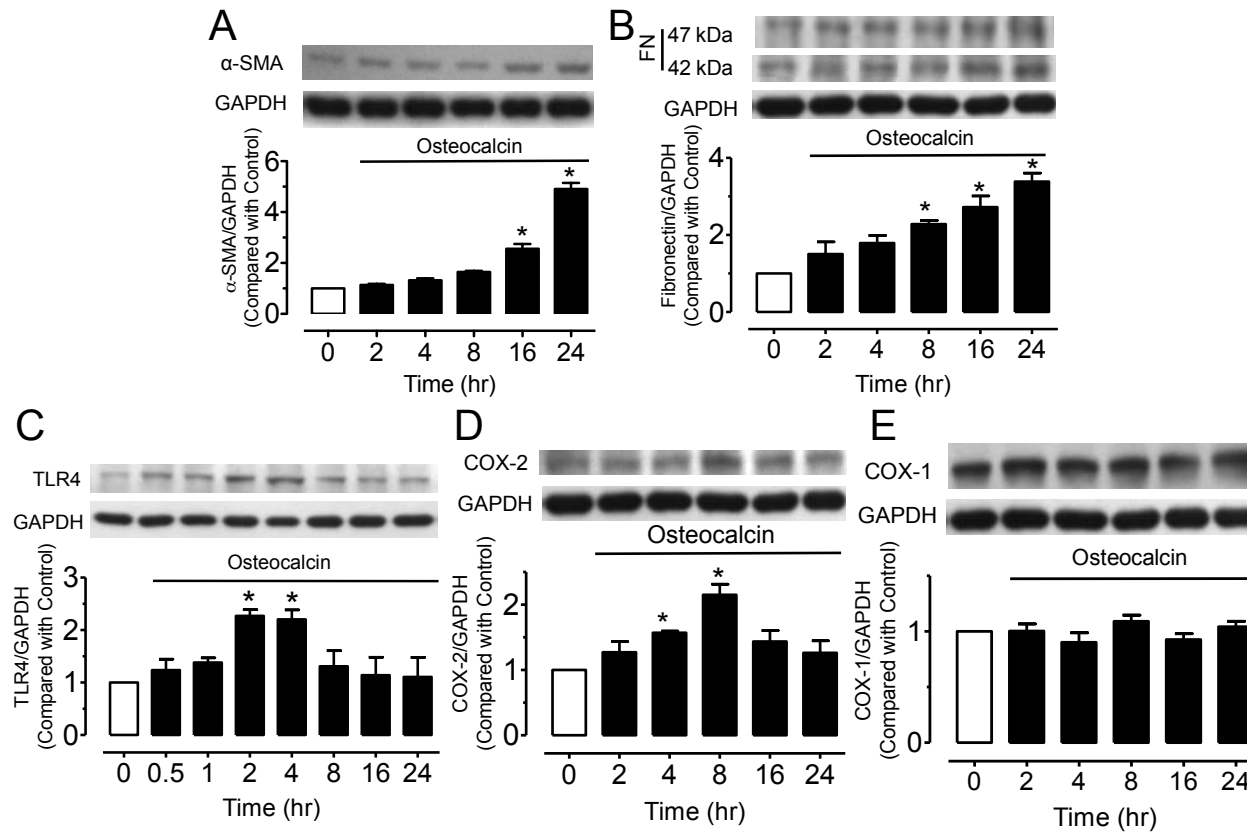 A
α-SMA
GAPDH
Osteocalcin
α-SMA/GAPDH
(Compared with Control)
6
4
2
0
*
*
0 2 4 8 16 24
Time (hr)
B
FN
47 kDa
42 kDa
GAPDH
Osteocalcin
Fibronectin/GAPDH
(Compared with Control)
4
2
0
*
*
*
0 2 4 8 16 24
Time (hr)
C
TLR4
GAPDH
Osteocalcin
TLR4/GAPDH
(Compared with Control)
3
2
1
0
* *
0 0.5 1 2 4 8 16 24
Time (hr)
D
COX-2
GAPDH
Osteocalcin
COX-2/GAPDH
(Compared with Control)
2
1
0
*
*
0 2 4 8 16 24
Time (hr)
E
COX-1
GAPDH
Osteocalcin
COX-1/GAPDH
(Compared with Control)
1
0
0 2 4 8 16 24
Time (hr)